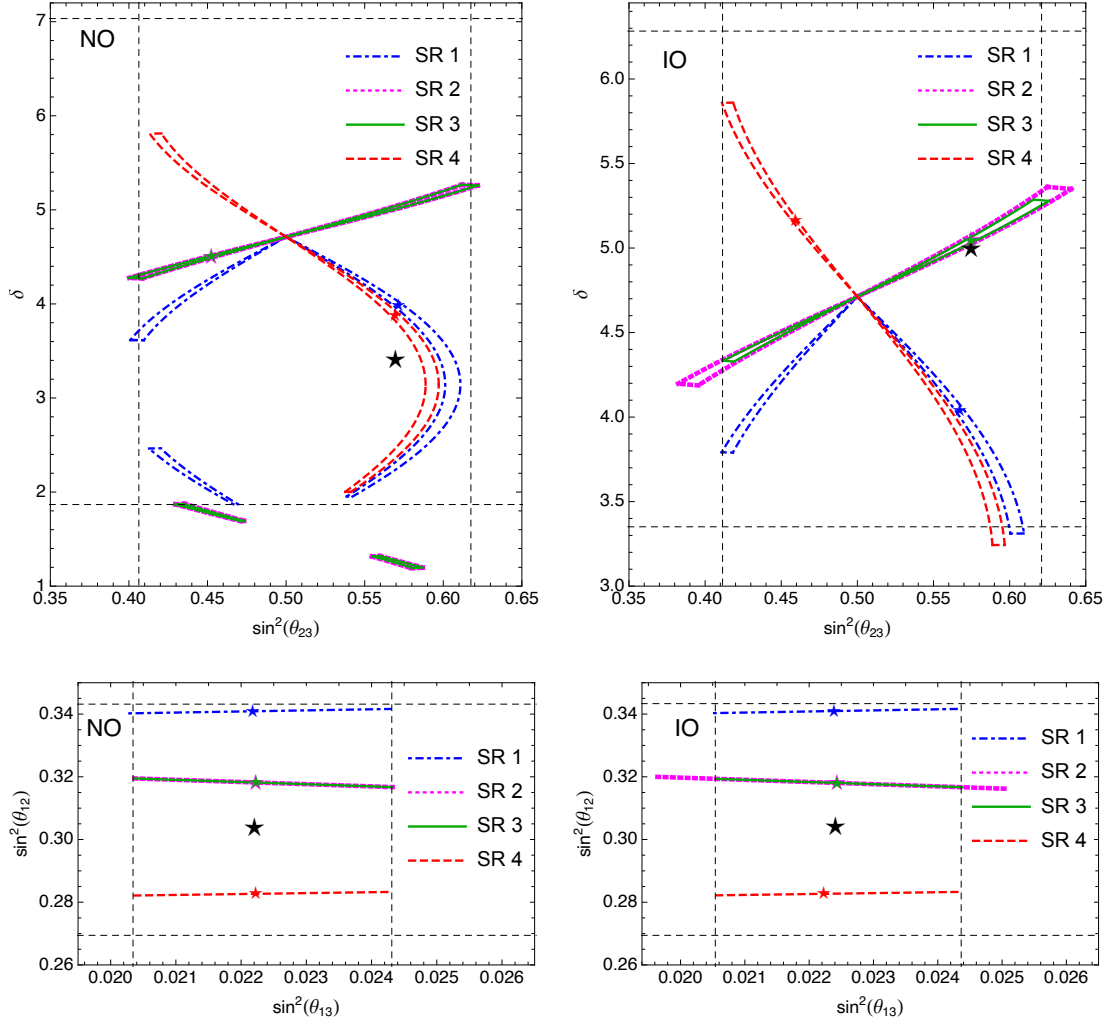 NO
SR 1
SR 2
SR 3
SR 4
7
6
5
4
3
2
1
δ
0.35 0.40 0.45 0.50 0.55 0.60 0.65
sin²(θ₂₃)
IO
SR 1
SR 2
SR 3
SR 4
6.0
5.5
5.0
4.5
4.0
3.5
3.0
δ
0.35 0.40 0.45 0.50 0.55 0.60 0.65
sin²(θ₂₃)
NO
SR 1
SR 2
SR 3
SR 4
0.34
0.32
0.30
0.28
0.26
sin²(θ₁₂)
0.020 0.021 0.022 0.023 0.024 0.025 0.026
sin²(θ₁₃)
IO
SR 1
SR 2
SR 3
SR 4
0.34
0.32
0.30
0.28
0.26
sin²(θ₁₂)
0.020 0.021 0.022 0.023 0.024 0.025 0.026
sin²(θ₁₃)